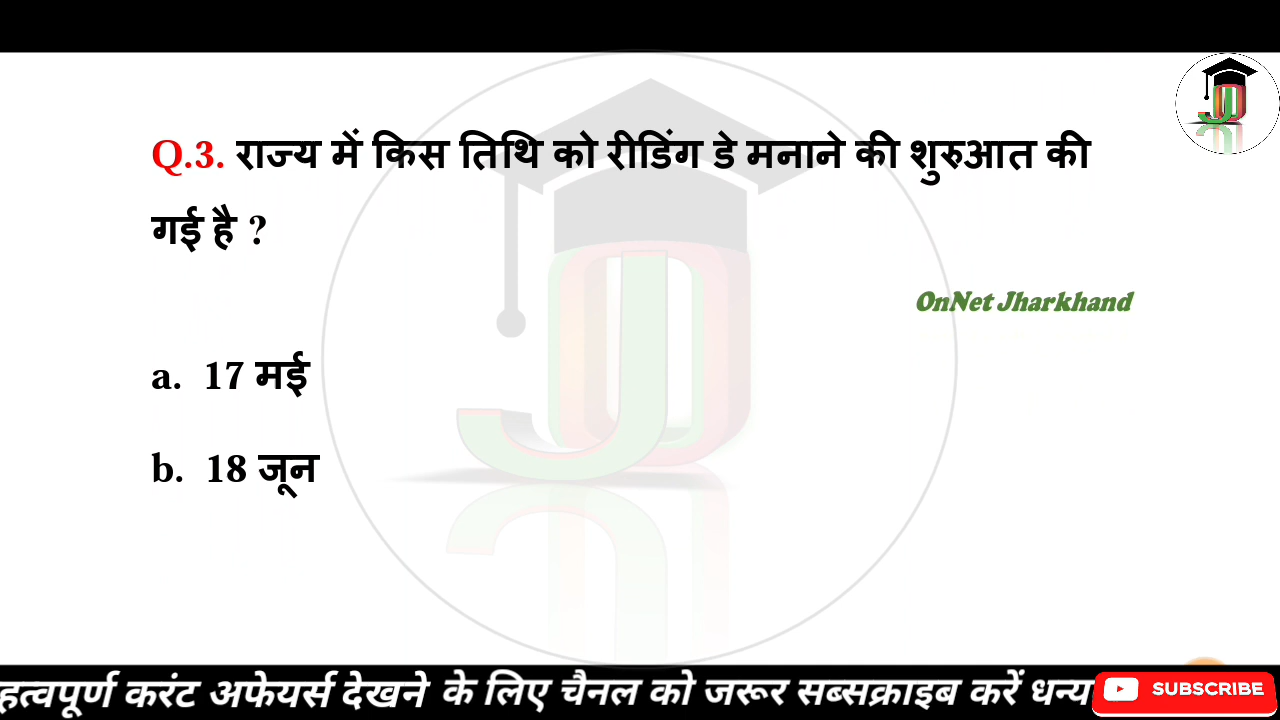 Q.3. राज्य में किस तिथि को रीडिंग डे मनाने की शुरुआत की
गई है ?
OnNet Jharkhand
a. 17 मई
b. 18 जून
हत्वपूर्ण करंट अफेयर्स देखने के लिए चैनल को जरूर सब्सक्राइब करें धन्य
SUBSCRIBE